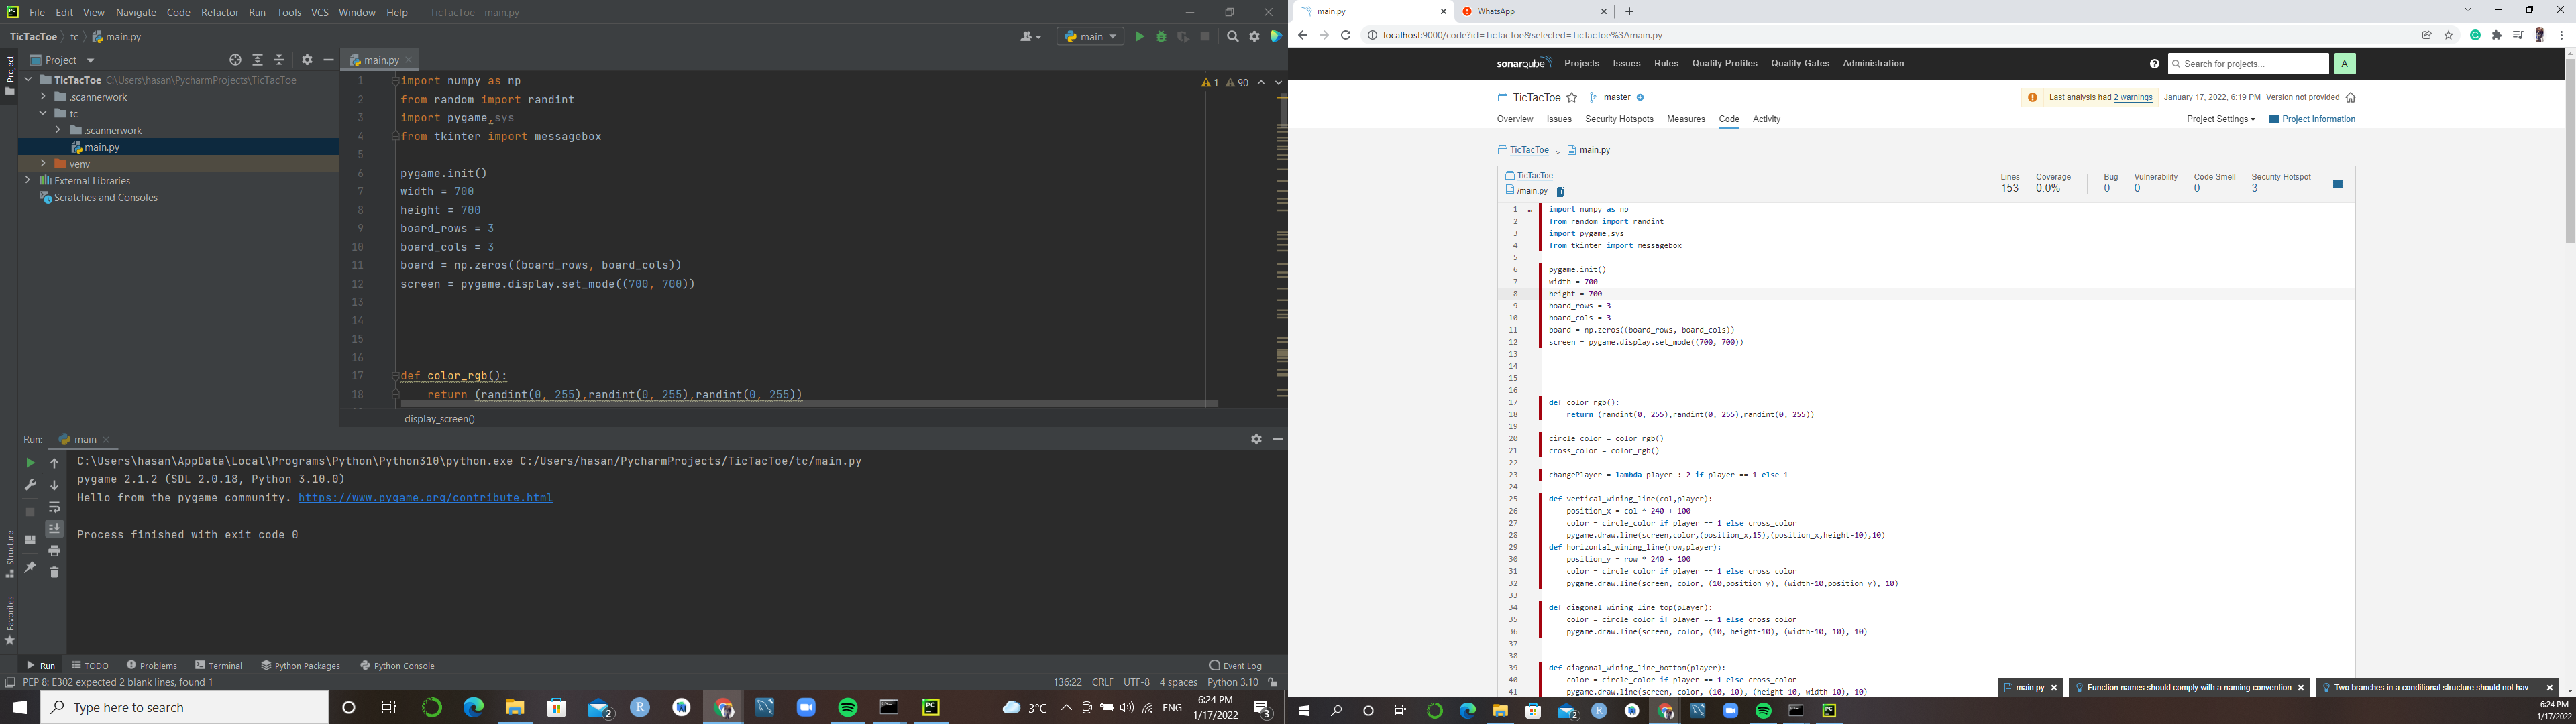 File Edit View Navigate Code Refactor Run Tools VCS Window Help TicTacToe - main.py
TicTacToe tc main.py
main
Project
Project
main.py
TicTacToe C:\Users\hasan\PycharmProjects\TicTacToe
.scannerwork
tc
.scannerwork
main.py
venv
External Libraries
Scratches and Consoles
1 90
1 import numpy as np
2 from random import randint
3 import pygame,sys
4 from tkinter import messagebox
5
6 pygame.init()
7 width = 700
8 height = 700
9 board_rows = 3
10 board_cols = 3
11 board = np.zeros((board_rows, board_cols))
12 screen = pygame.display.set_mode((700, 700))
13
14
15
16
17 def color_rgb():
18 return (randint(0, 255),randint(0, 255),randint(0, 255))
display_screen()
Run: main
C:\Users\hasan\AppData\Local\Programs\Python\Python310\python.exe C:/Users/hasan/PycharmProjects/TicTacToe/tc/main.py
pygame 2.1.2 (SDL 2.0.18, Python 3.10.0)
Hello from the pygame community. https://www.pygame.org/contribute.html
Process finished with exit code 0
Structure
Favorites
Run TODO Problems Terminal Python Packages Python Console Event Log
PEP 8: E302 expected 2 blank lines, found 1 136:22 CRLF UTF-8 4 spaces Python 3.10
Type here to search
2
3°C ENG
6:24 PM
1/17/2022
3
main.py WhatsApp
localhost:9000/code?id=TicTacToe&selected=TicTacToe%3Amain.py
sonarqube Projects Issues Rules Quality Profiles Quality Gates Administration Search for projects... A
TicTacToe master Last analysis had 2 warnings January 17, 2022, 6:19 PM Version not provided
Overview Issues Security Hotspots Measures Code Activity Project Settings Project Information
TicTacToe > main.py
TicTacToe
/main.py
Lines Coverage Bug Vulnerability Code Smell Security Hotspot
153 0.0% 0 0 0 3
1 import numpy as np
2 from random import randint
3 import pygame,sys
4 from tkinter import messagebox
5
6 pygame.init()
7 width = 700
8 height = 700
9 board_rows = 3
10 board_cols = 3
11 board = np.zeros((board_rows, board_cols))
12 screen = pygame.display.set_mode((700, 700))
13
14
15
16
17 def color_rgb():
18 return (randint(0, 255),randint(0, 255),randint(0, 255))
19
20 circle_color = color_rgb()
21 cross_color = color_rgb()
22
23 changePlayer = lambda player : 2 if player == 1 else 1
24
25 def vertical_wining_line(col,player):
26 position_x = col * 240 + 100
27 color = circle_color if player == 1 else cross_color
28 pygame.draw.line(screen,color,(position_x,15),(position_x,height-10),10)
29 def horizontal_wining_line(row,player):
30 position_y = row * 240 + 100
31 color = circle_color if player == 1 else cross_color
32 pygame.draw.line(screen, color, (10,position_y), (width-10,position_y), 10)
33
34 def diagonal_wining_line_top(player):
35 color = circle_color if player == 1 else cross_color
36 pygame.draw.line(screen, color, (10, height-10), (width-10, 10), 10)
37
38
39 def diagonal_wining_line_bottom(player):
40 color = circle_color if player == 1 else cross_color
41 pygame.draw.line(screen, color, (10, 10), (height-10, width-10), 10)
main.py Function names should comply with a naming convention Two branches in a conditional structure should not hav...
2
6:24 PM
1/17/2022